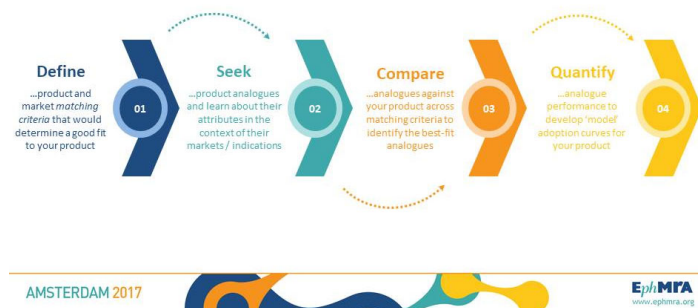 Define
...product and
market matching
criteria that would
determine a good fit
to your product
01
Seek
...product analogues
and learn about their
attributes in the
context of their
markets / indications
02
Compare
...analogues against
your product across
matching criteria to
identify the best-fit
analogues
03
Quantify
...analogue
performance to
develop 'model'
adoption curves for
your product
04
AMSTERDAM 2017
EphMRA
www.ephmra.org